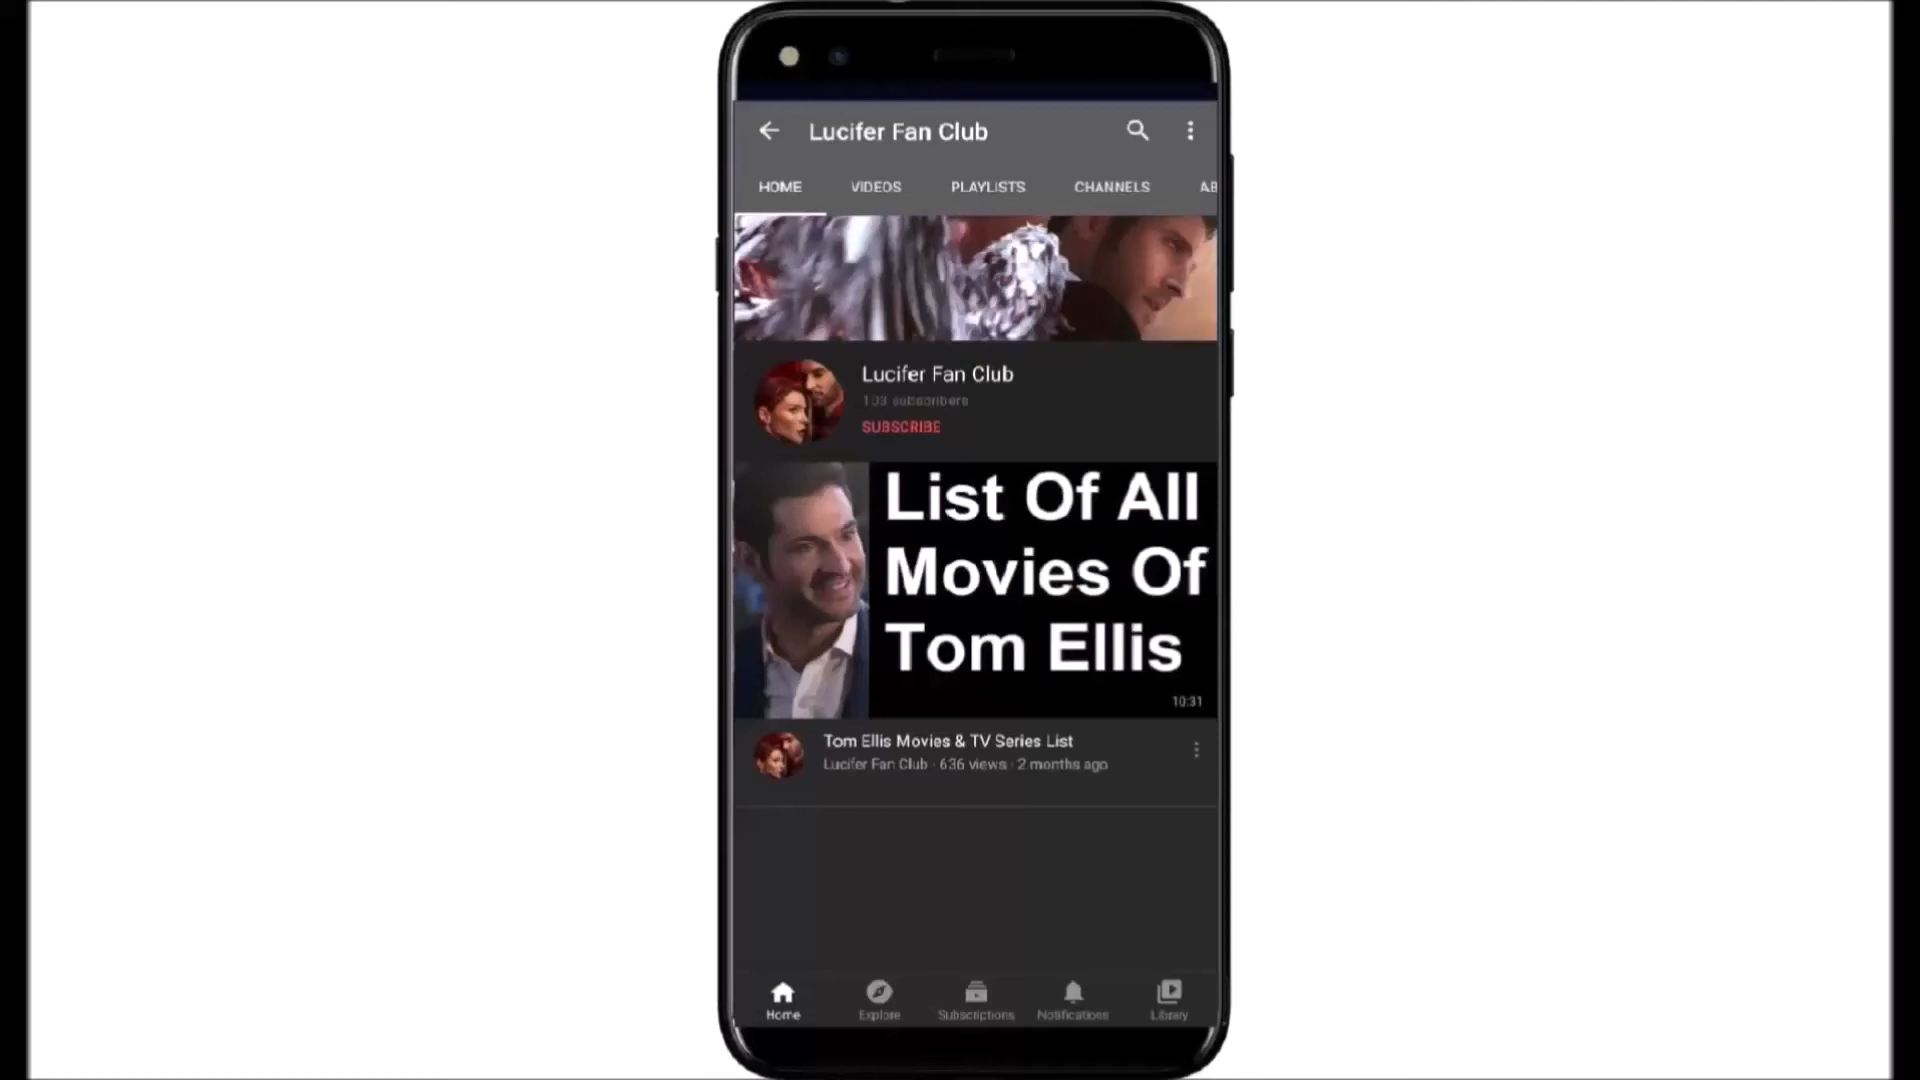 Lucifer Fan Club
HOME VIDEOS PLAYLISTS CHANNELS AB
Lucifer Fan Club
103 subscribers
SUBSCRIBE
List Of All
Movies Of
Tom Ellis
10:31
Tom Ellis Movies & TV Series List
Lucifer Fan Club · 636 views · 2 months ago
Home Explore Subscriptions Notifications Library